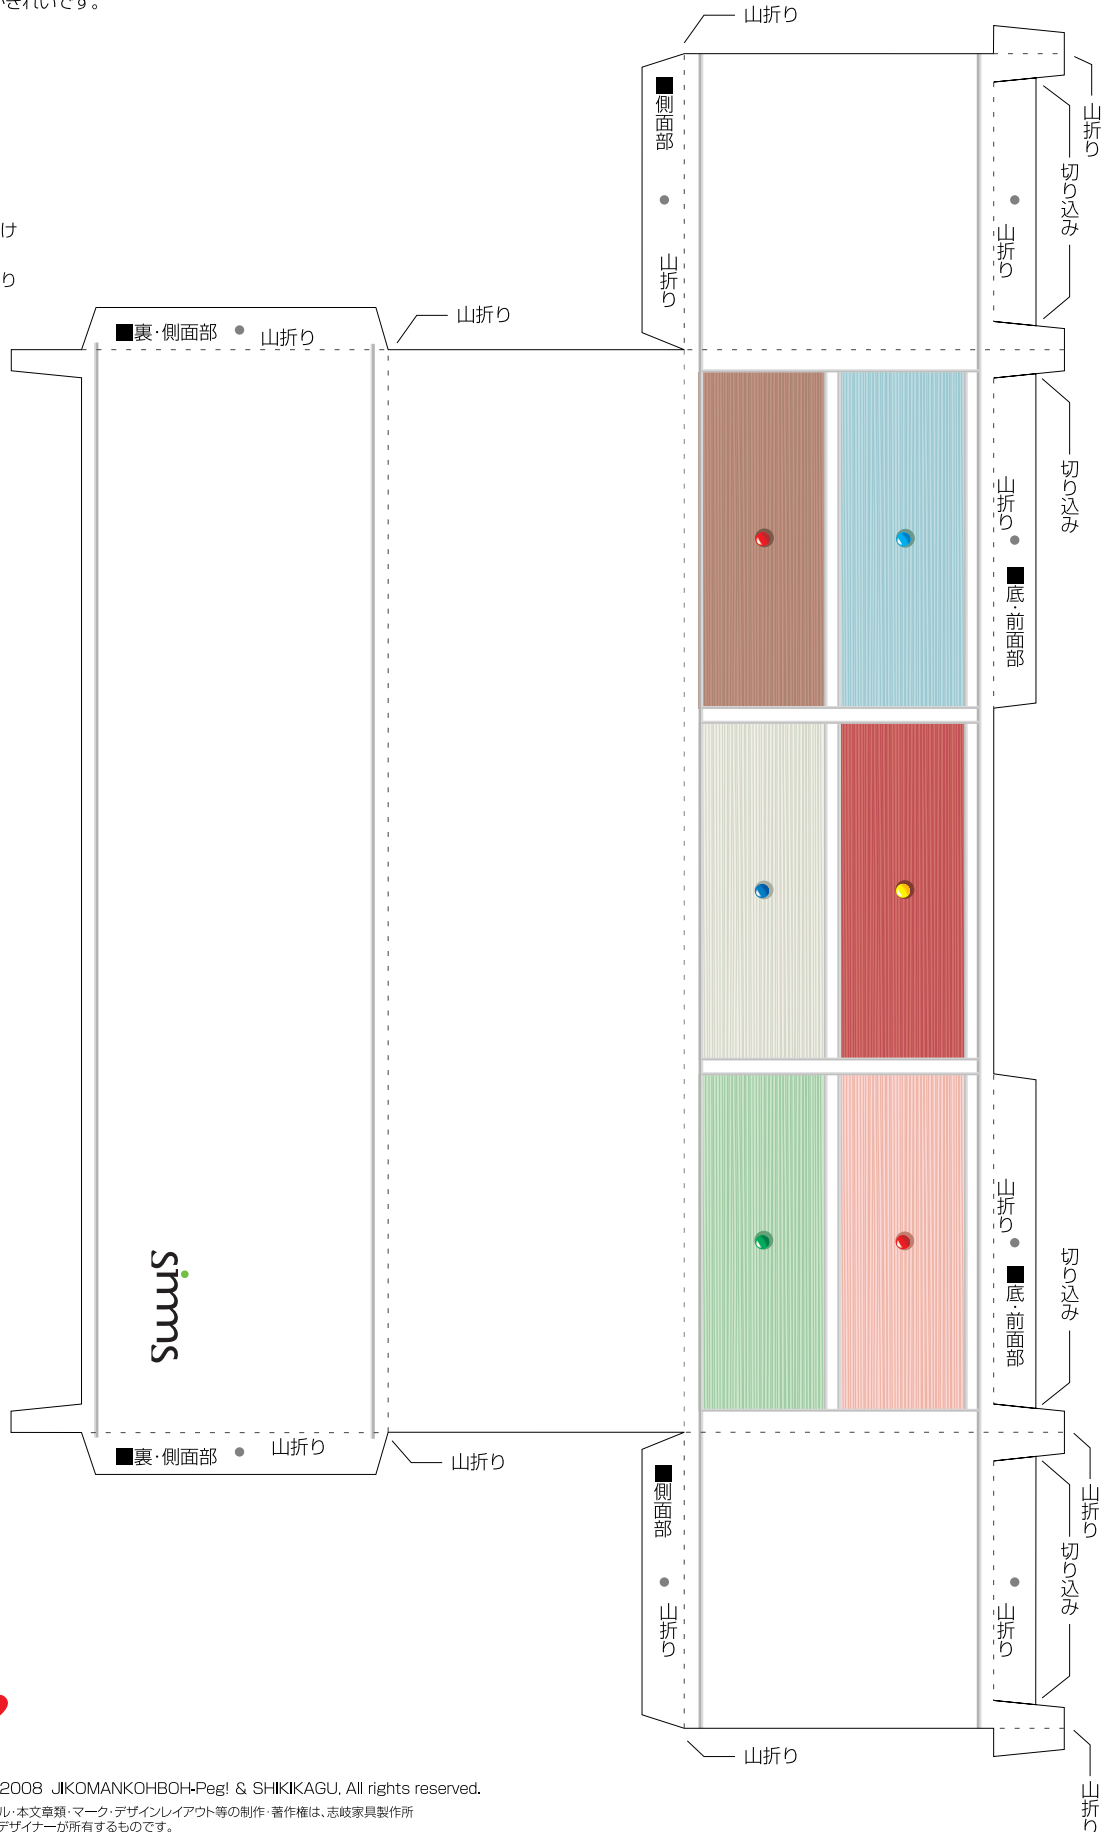 がきれいです。
山折り
■側面部
山折り
山折り
切り込み
山折り
け
り
■裏・側面部
山折り
山折り
切り込み
山折り
■底・前面部
山折り
■底・前面部
切り込み
simms
■裏・側面部
山折り
山折り
■側面部
山折り
山折り
切り込み
山折り
山折り
山折り
2008 JIKOMANKOHBOH-Peg! & SHIKIKAGU, All rights reserved.
ル・本文章類・マーク・デザインレイアウト等の制作・著作権は、志岐家具製作所
デザイナーが所有するものです。